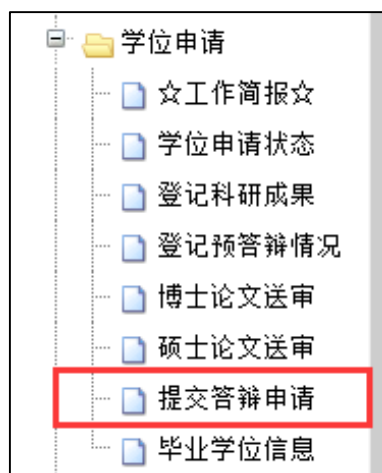 学位申请
☆工作简报☆
学位申请状态
登记科研成果
登记预答辩情况
博士论文送审
硕士论文送审
提交答辩申请
毕业学位信息